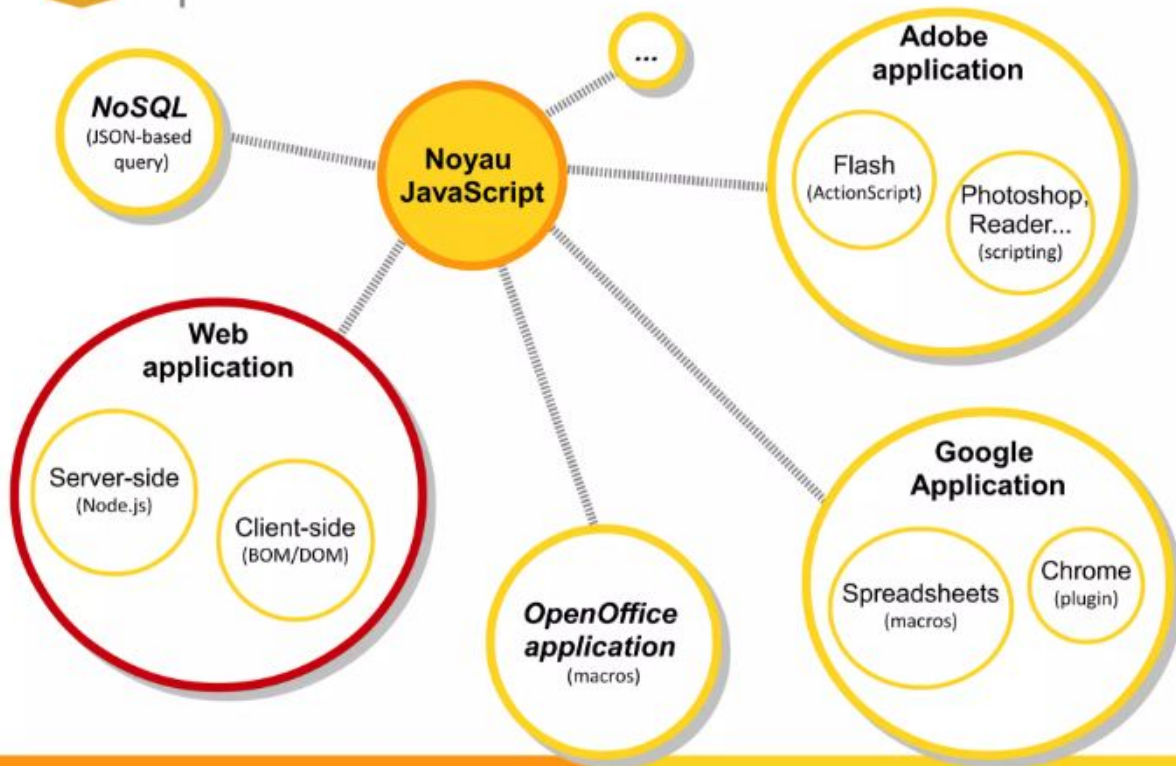 ...
Adobe
application
NoSQL
(JSON-based
query)
Noyau
JavaScript
Flash
(ActionScript)
Photoshop,
Reader...
(scripting)
Web
application
Server-side
(Node.js)
Client-side
(BOM/DOM)
OpenOffice
application
(macros)
Google
Application
Spreadsheets
(macros)
Chrome
(plugin)